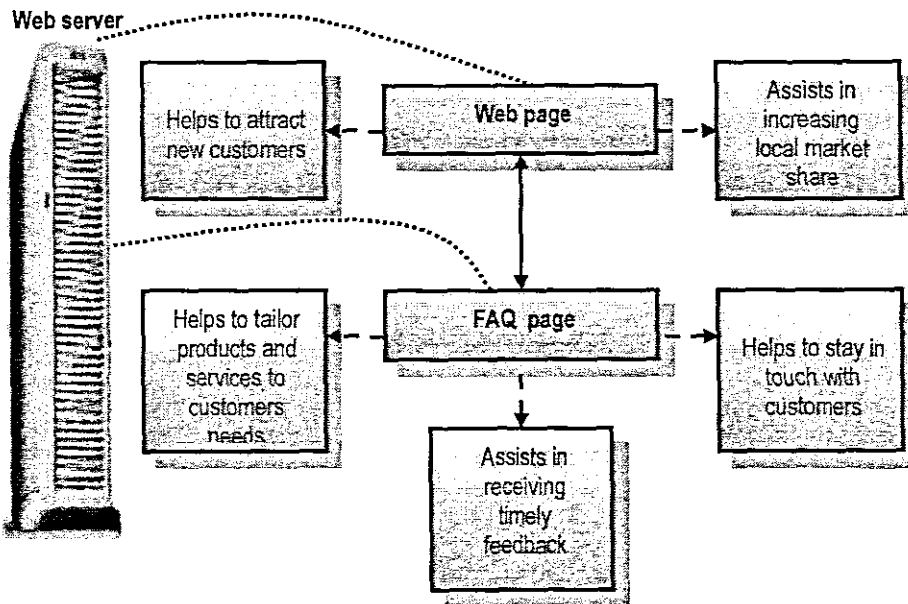 Web server
Helps to attract
new customers
Web page
Assists in
increasing
local market
share
Helps to tailor
products and
services to
customers
needs
FAQ page
Helps to stay in
touch with
customers
Assists in
receiving
timely
feedback